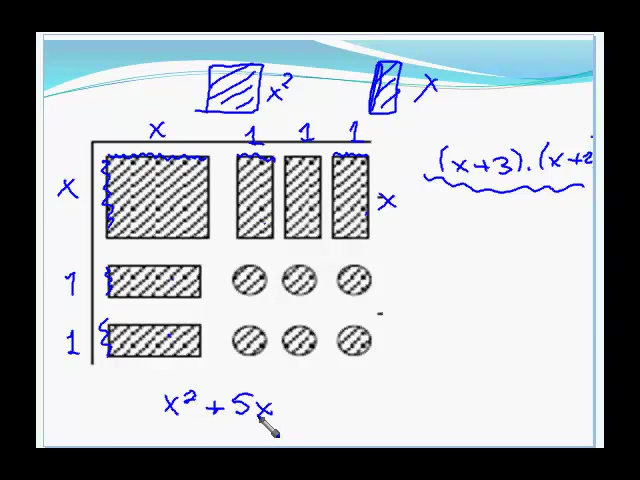 x²
x
x 1 1 1
(x+3).(x+2
x
x
1
1
x² + 5x